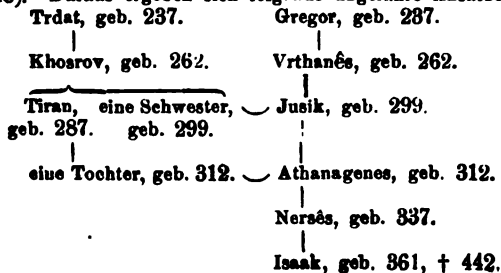 Trdat, geb. 237. Gregor, geb. 237.
Khosrov, geb. 262. Vrthanês, geb. 262.
Tiran, eine Schwester, Jusik, geb. 299.
geb. 287. geb. 299.
eine Tochter, geb. 312. Athanagenes, geb. 312.
Nersês, geb. 337.
Isaak, geb. 361, † 442.